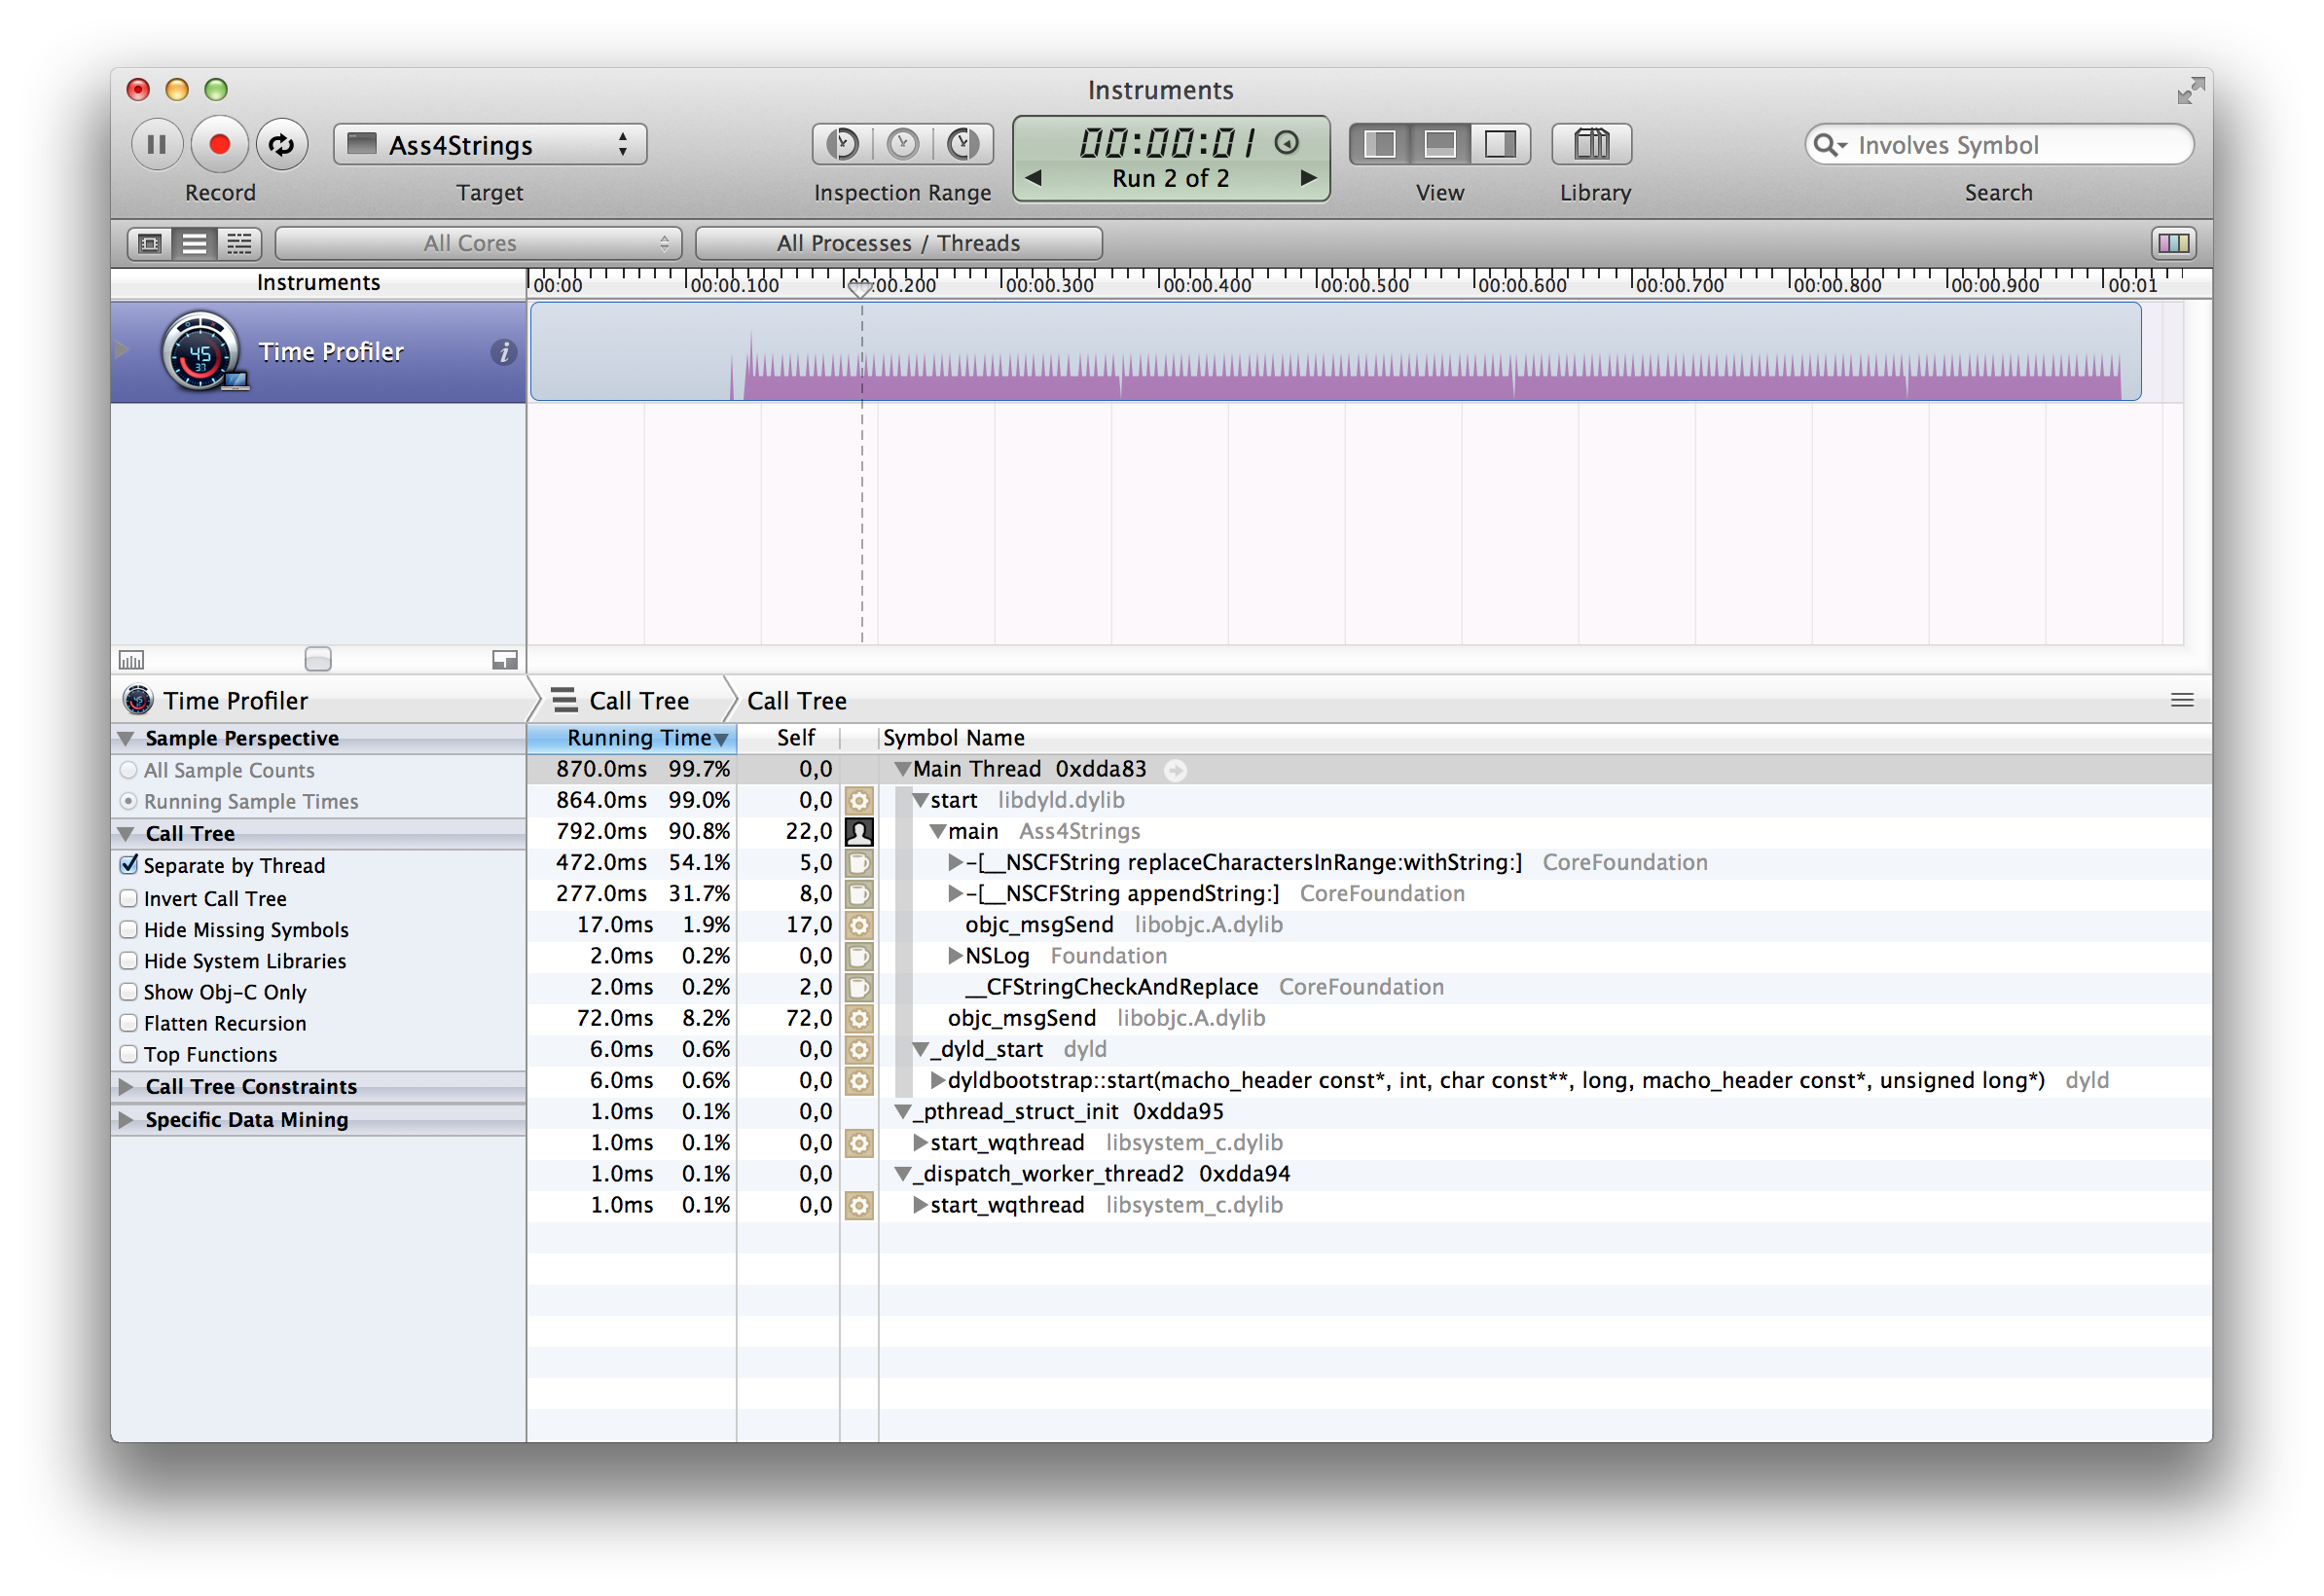 Instruments
Ass4Strings
00:00:01
Run 2 of 2
Involves Symbol
Record
Target
Inspection Range
View
Library
Search
All Cores
All Processes / Threads
Instruments
00:00
00:00.100
00:00.200
00:00.300
00:00.400
00:00.500
00:00.600
00:00.700
00:00.800
00:00.900
00:01
45
37
Time Profiler
Time Profiler
Call Tree
Call Tree
Sample Perspective
All Sample Counts
Running Sample Times
Call Tree
Separate by Thread
Invert Call Tree
Hide Missing Symbols
Hide System Libraries
Show Obj-C Only
Flatten Recursion
Top Functions
Call Tree Constraints
Specific Data Mining
Running Time Self Symbol Name
870.0ms 99.7% 0,0 Main Thread 0xdda83
864.0ms 99.0% 0,0 start libdyld.dylib
792.0ms 90.8% 22,0 main Ass4Strings
472.0ms 54.1% 5,0 -[__NSCFString replaceCharactersInRange:withString:] CoreFoundation
277.0ms 31.7% 8,0 -[__NSCFString appendString:] CoreFoundation
17.0ms 1.9% 17,0 objc_msgSend libobjc.A.dylib
2.0ms 0.2% 0,0 NSLog Foundation
2.0ms 0.2% 2,0 __CFStringCheckAndReplace CoreFoundation
72.0ms 8.2% 72,0 objc_msgSend libobjc.A.dylib
6.0ms 0.6% 0,0 _dyld_start dyld
6.0ms 0.6% 0,0 dyldbootstrap::start(macho_header const*, int, char const**, long, macho_header const*, unsigned long*) dyld
1.0ms 0.1% 0,0 _pthread_struct_init 0xdda95
1.0ms 0.1% 0,0 start_wqthread libsystem_c.dylib
1.0ms 0.1% 0,0 _dispatch_worker_thread2 0xdda94
1.0ms 0.1% 0,0 start_wqthread libsystem_c.dylib